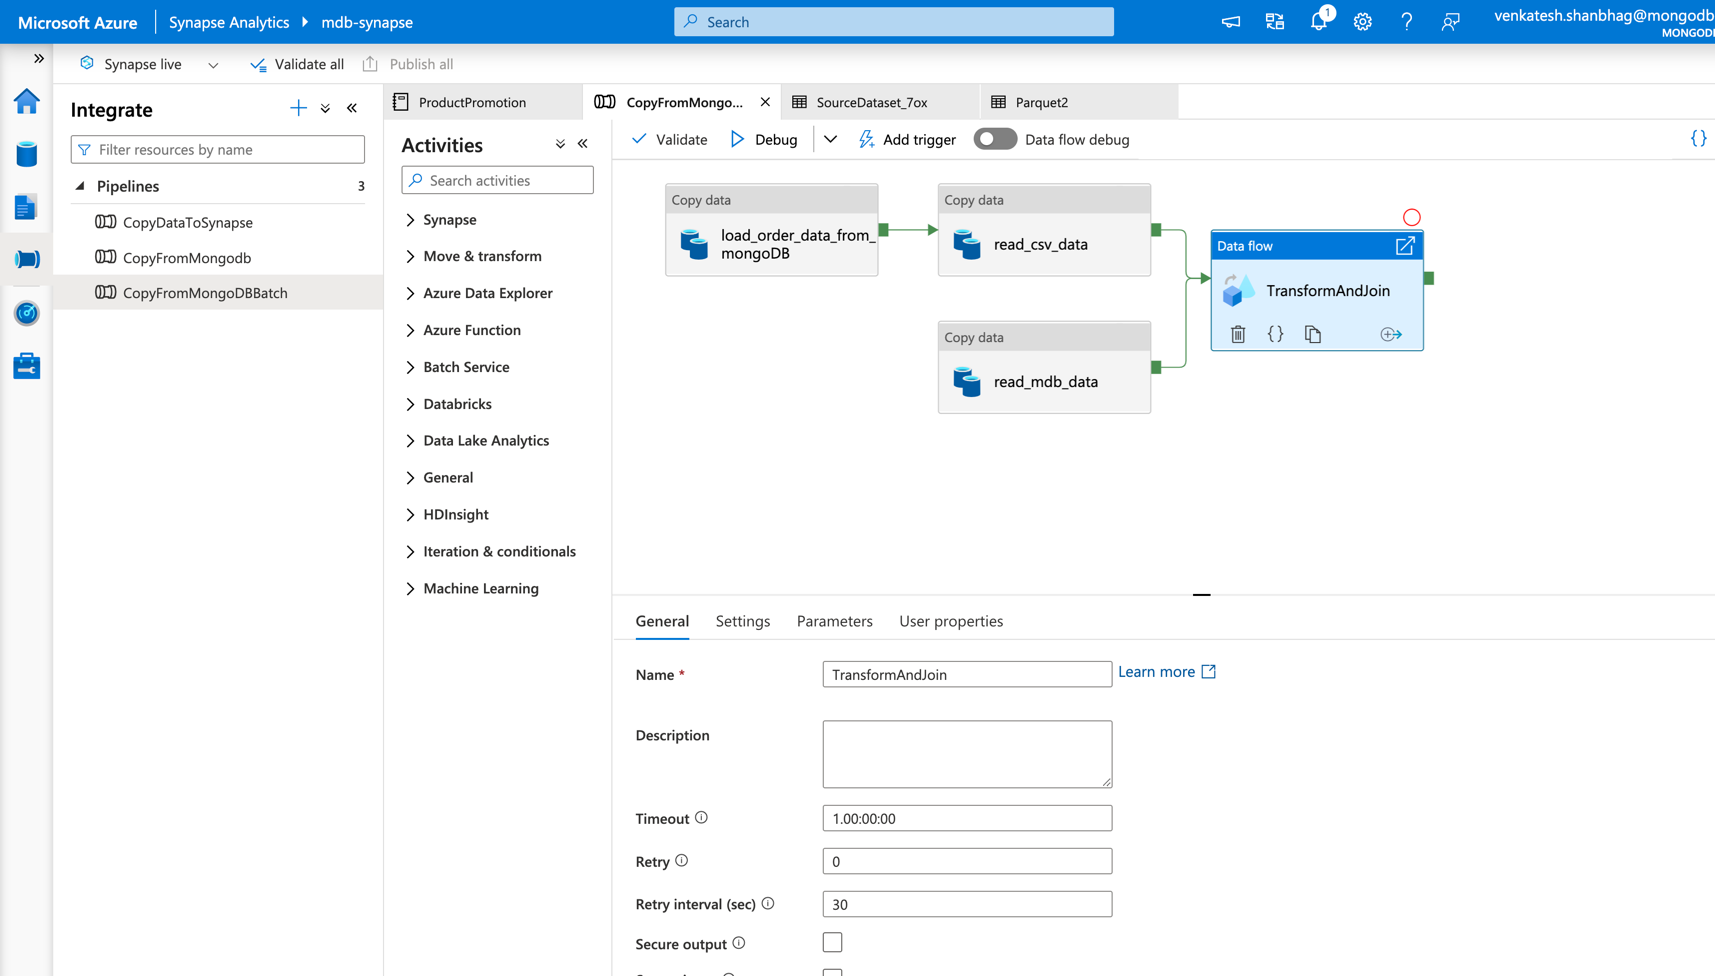 Microsoft Azure
Synapse Analytics
mdb-synapse
Search
1
venkatesh.shanbhag@mongodb
Synapse live
Validate all
Publish all
Integrate
Filter resources by name
Pipelines
3
CopyDataToSynapse
CopyFromMongodb
CopyFromMongoDBBatch
ProductPromotion
CopyFromMongo...
SourceDataset_7ox
Parquet2
Activities
Search activities
Synapse
Move & transform
Azure Data Explorer
Azure Function
Batch Service
Databricks
Data Lake Analytics
General
HDInsight
Iteration & conditionals
Machine Learning
Validate
Debug
Add trigger
Data flow debug
{}
Copy data
load_order_data_from_
mongoDB
Copy data
read_csv_data
Copy data
read_mdb_data
Data flow
TransformAndJoin
{}
General
Settings
Parameters
User properties
Name *
TransformAndJoin
Learn more
Description
Timeout
1.00:00:00
Retry
0
Retry interval (sec)
30
Secure output